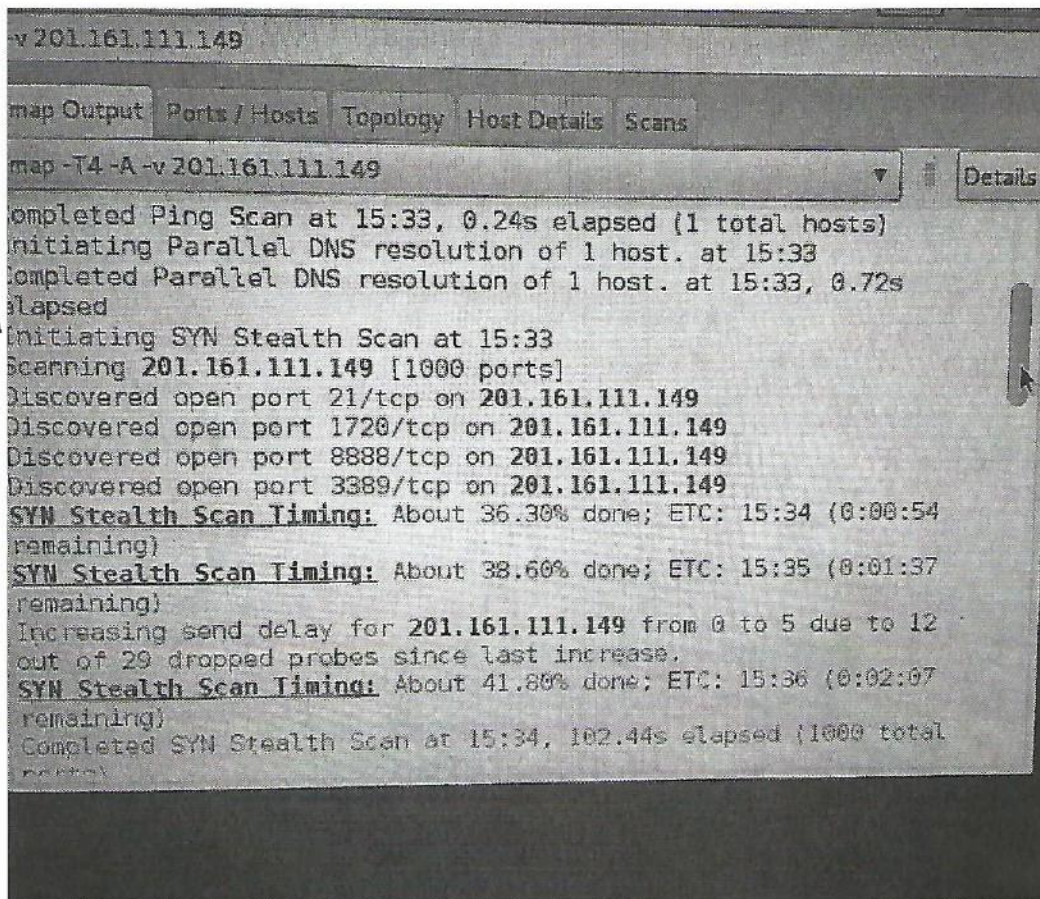 -v 201.161.111.149
map Output Ports / Hosts Topology Host Details Scans
map -T4 -A -v 201.161.111.149 Details
ompleted Ping Scan at 15:33, 0.24s elapsed (1 total hosts)
nitiating Parallel DNS resolution of 1 host. at 15:33
ompleted Parallel DNS resolution of 1 host. at 15:33, 0.72s
elapsed
Initiating SYN Stealth Scan at 15:33
Scanning 201.161.111.149 [1000 ports]
Discovered open port 21/tcp on 201.161.111.149
Discovered open port 1720/tcp on 201.161.111.149
Discovered open port 8888/tcp on 201.161.111.149
Discovered open port 3389/tcp on 201.161.111.149
SYN Stealth Scan Timing: About 36.30% done; ETC: 15:34 (0:00:54
remaining)
SYN Stealth Scan Timing: About 38.60% done; ETC: 15:35 (0:01:37
remaining)
Increasing send delay for 201.161.111.149 from 0 to 5 due to 12
out of 29 dropped probes since last increase.
SYN Stealth Scan Timing: About 41.80% done; ETC: 15:36 (0:02:07
remaining)
Completed SYN Stealth Scan at 15:34, 102.44s elapsed (1000 total